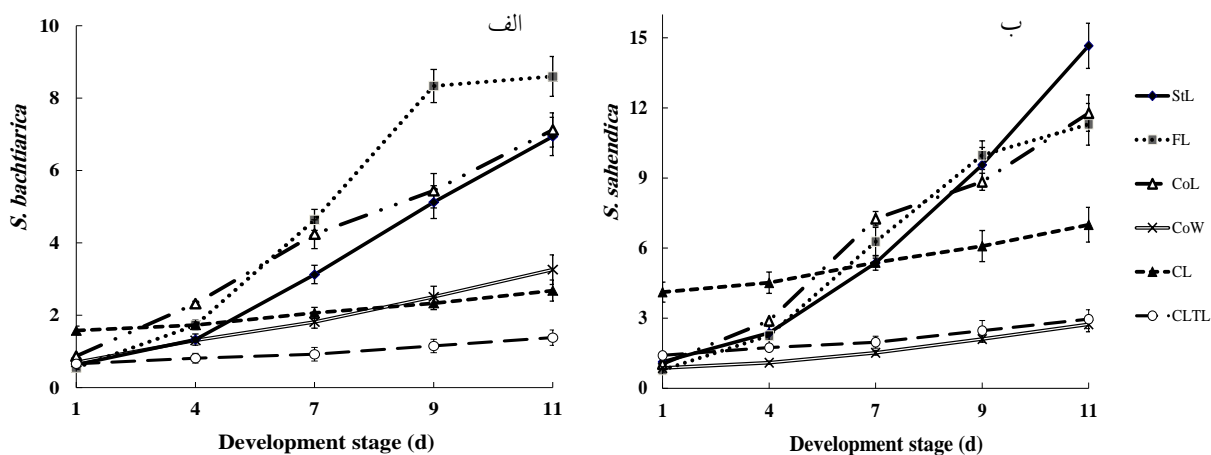 الف
10
8
6
4
2
0
S. bachtiarica
1 4 7 9 11
Development stage (d)
ب
15
12
9
6
3
0
S. sahendica
1 4 7 9 11
Development stage (d)
StL
FL
CoL
CoW
CL
CLTL